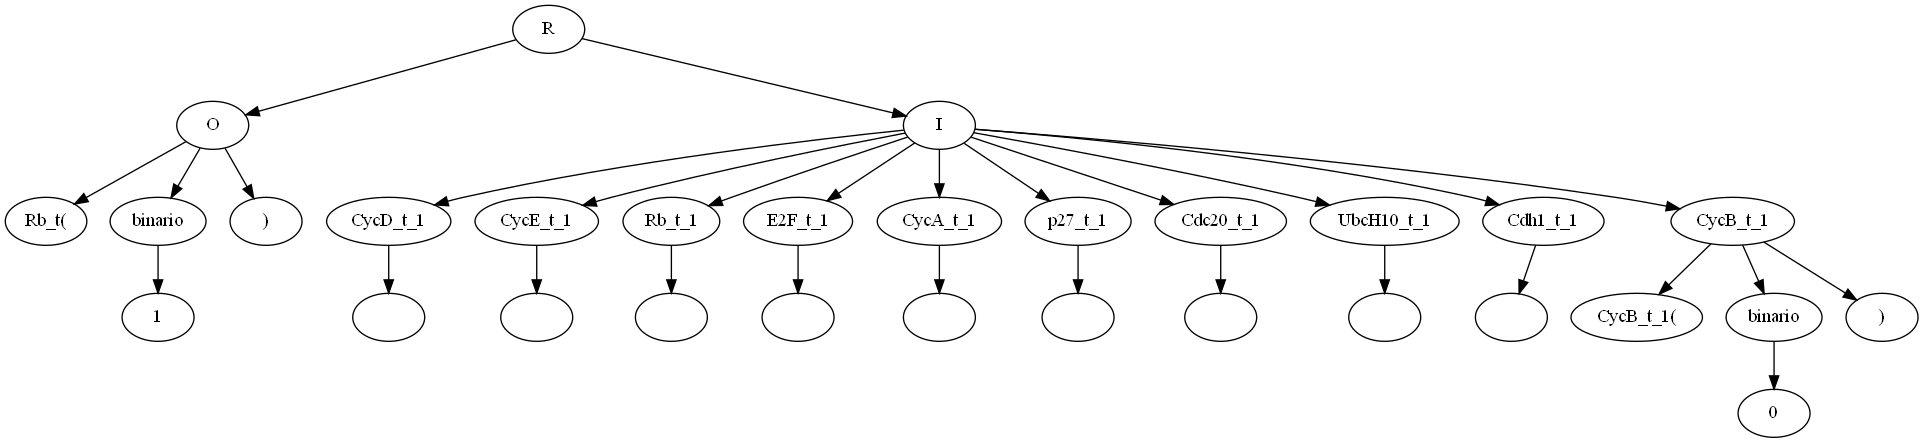 R
O
I
Rb_t(
binario
)
CycD_t_1
CycE_t_1
Rb_t_1
E2F_t_1
CycA_t_1
p27_t_1
Cdc20_t_1
UbcH10_t_1
Cdh1_t_1
CycB_t_1
1
CycB_t_1(
binario
)
0